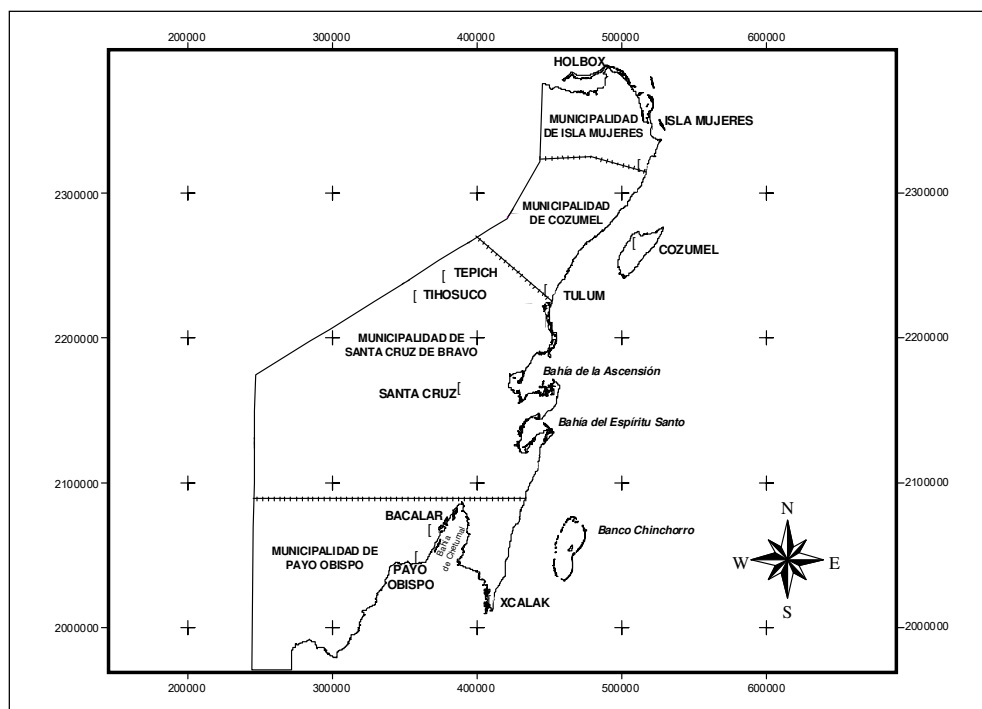 200000 300000 400000 500000 600000
HOLBOX
MUNICIPALIDAD
DE ISLA MUJERES
ISLA MUJERES
2300000 2300000
MUNICIPALIDAD
DE COZUMEL
COZUMEL
TEPICH
TIHOSUCO
TULUM
2200000 2200000
MUNICIPALIDAD DE
SANTA CRUZ DE BRAVO
Bahía de la Ascensión
SANTA CRUZ
Bahía del Espíritu Santo
2100000 2100000
BACALAR
Bahía
de Chetumal
Banco Chinchorro
MUNICIPALIDAD DE
PAYO OBISPO
PAYO
OBISPO
XCALAK
N
W E
S
2000000 2000000
200000 300000 400000 500000 600000